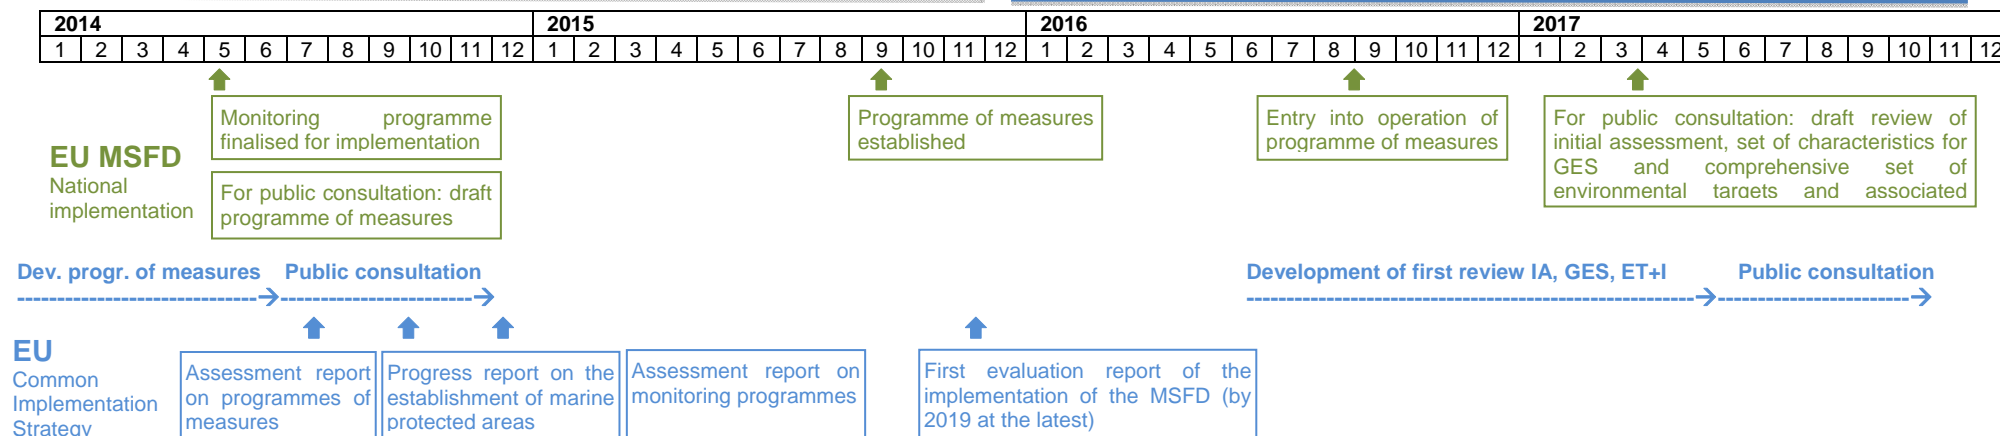 2014 2015 2016 2017
1 2 3 4 5 6 7 8 9 10 11 12 1 2 3 4 5 6 7 8 9 10 11 12 1 2 3 4 5 6 7 8 9 10 11 12 1 2 3 4 5 6 7 8 9 10 11 12
EU MSFD
National
implementation
Monitoring programme
finalised for implementation
For public consultation: draft
programme of measures
Programme of measures
established
Entry into operation of
programme of measures
For public consultation: draft review of
initial assessment, set of characteristics for
GES and comprehensive set of
environmental targets and associated
Dev. progr. of measures
Public consultation
Development of first review IA, GES, ET+I
Public consultation
EU
Common
Implementation
Strategy
Assessment report
on programmes of
measures
Progress report on the
establishment of marine
protected areas
Assessment report on
monitoring programmes
First evaluation report of the
implementation of the MSFD (by
2019 at the latest)